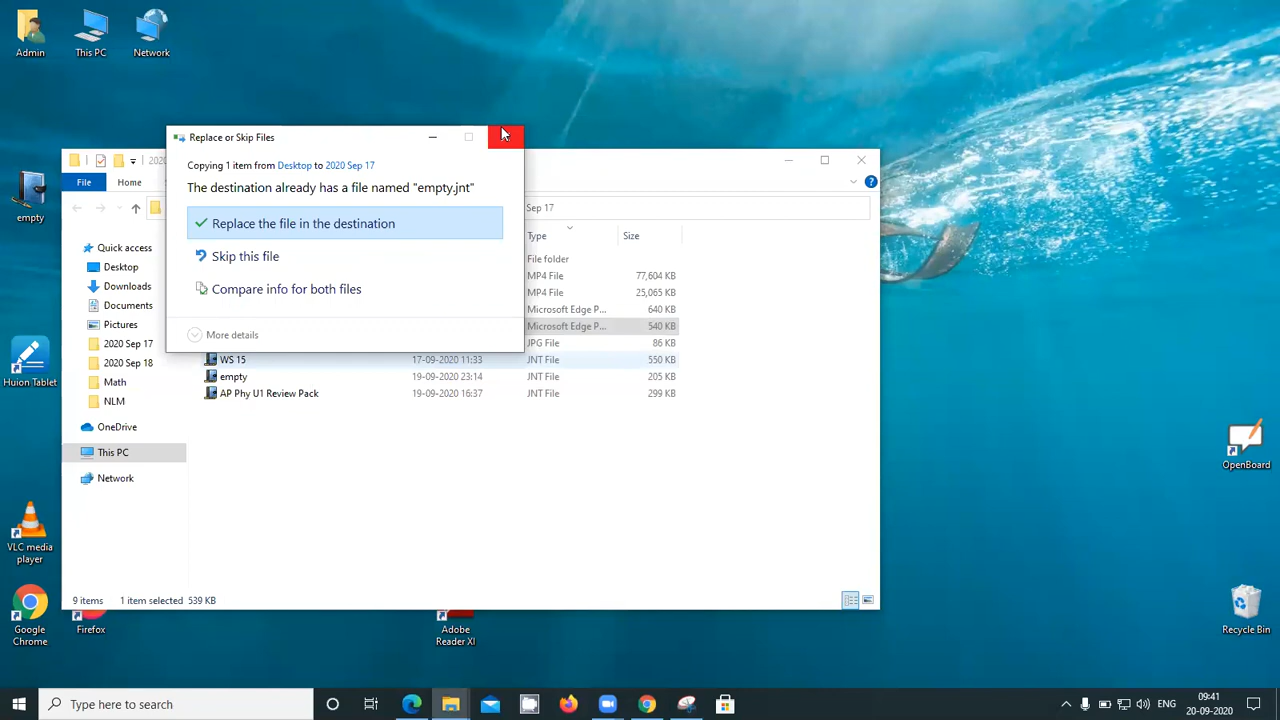 Admin
This PC
Network
empty
Huion Tablet
VLC media
player
Google
Chrome
Firefox
Adobe
Reader XI
OpenBoard
Recycle Bin
Replace or Skip Files
Copying 1 item from Desktop to 2020 Sep 17
The destination already has a file named "empty.jnt"
Replace the file in the destination
Skip this file
Compare info for both files
More details
File
Home
Sep 17
Quick access
Desktop
Downloads
Documents
Pictures
2020 Sep 17
2020 Sep 18
Math
NLM
OneDrive
This PC
Network
Type Size
File folder
MP4 File 77,604 KB
MP4 File 25,065 KB
Microsoft Edge P... 640 KB
Microsoft Edge P... 540 KB
JPG File 86 KB
WS 15 17-09-2020 11:33 JNT File 550 KB
empty 19-09-2020 23:14 JNT File 205 KB
AP Phy U1 Review Pack 19-09-2020 16:37 JNT File 299 KB
9 items 1 item selected 539 KB
Type here to search
ENG
09:41
20-09-2020